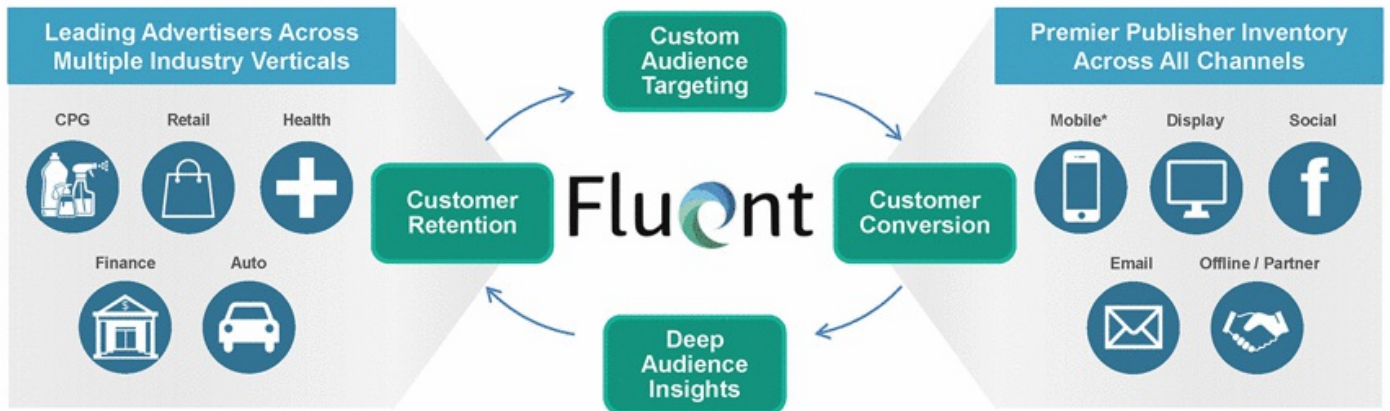 Leading Advertisers Across
Multiple Industry Verticals
CPG
Retail
Health
Finance
$
Auto
Customer
Retention
Custom
Audience
Targeting
Fluent
Deep
Audience
Insights
Customer
Conversion
Premier Publisher Inventory
Across All Channels
Mobile*
Display
Social
f
Email
Offline / Partner